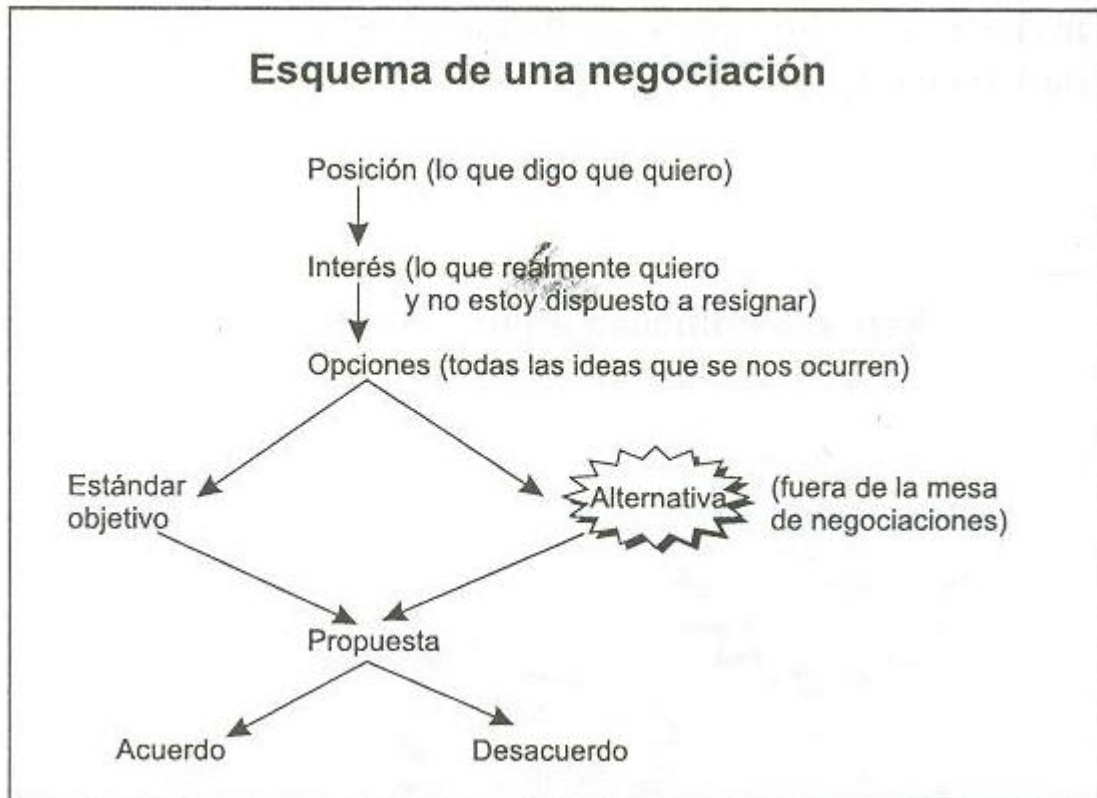 Esquema de una negociación
Posición (lo que digo que quiero)
Interés (lo que realmente quiero
y no estoy dispuesto a resignar)
Opciones (todas las ideas que se nos ocurren)
Estándar
objetivo
Alternativa
(fuera de la mesa
de negociaciones)
Propuesta
Acuerdo
Desacuerdo